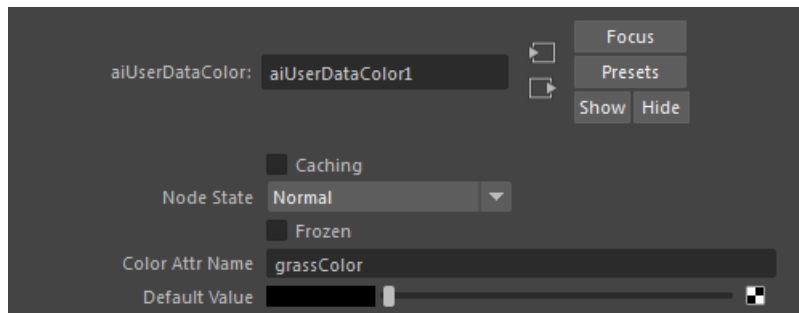 Focus
aiUserDataColor: aiUserDataColor1
Presets
Show Hide
Caching
Node State Normal
Frozen
Color Attr Name grassColor
Default Value